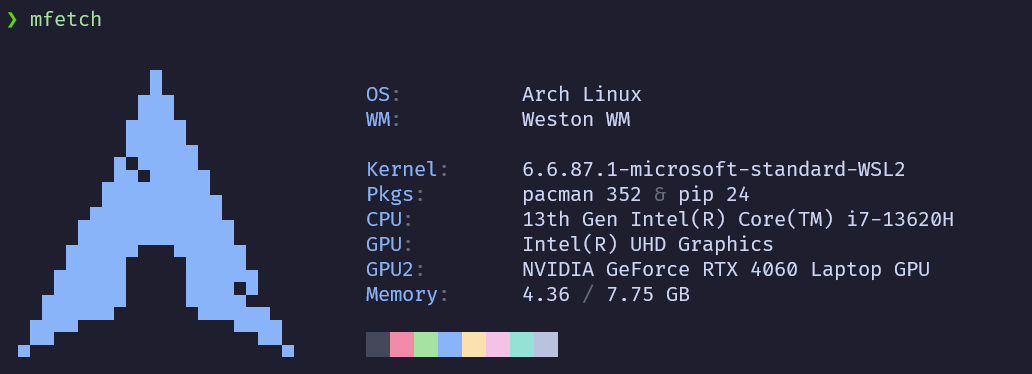 ❯ mfetch
OS: Arch Linux
WM: Weston WM
Kernel: 6.6.87.1-microsoft-standard-WSL2
Pkgs: pacman 352 & pip 24
CPU: 13th Gen Intel(R) Core(TM) i7-13620H
GPU: Intel(R) UHD Graphics
GPU2: NVIDIA GeForce RTX 4060 Laptop GPU
Memory: 4.36 / 7.75 GB